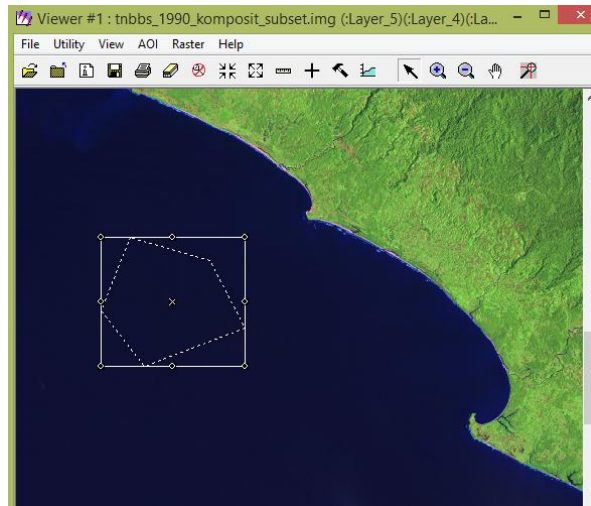 Viewer #1 : tnbbs_1990_komposit_subset.img (:Layer_5)(:Layer_4)(:La...
File Utility View AOI Raster Help